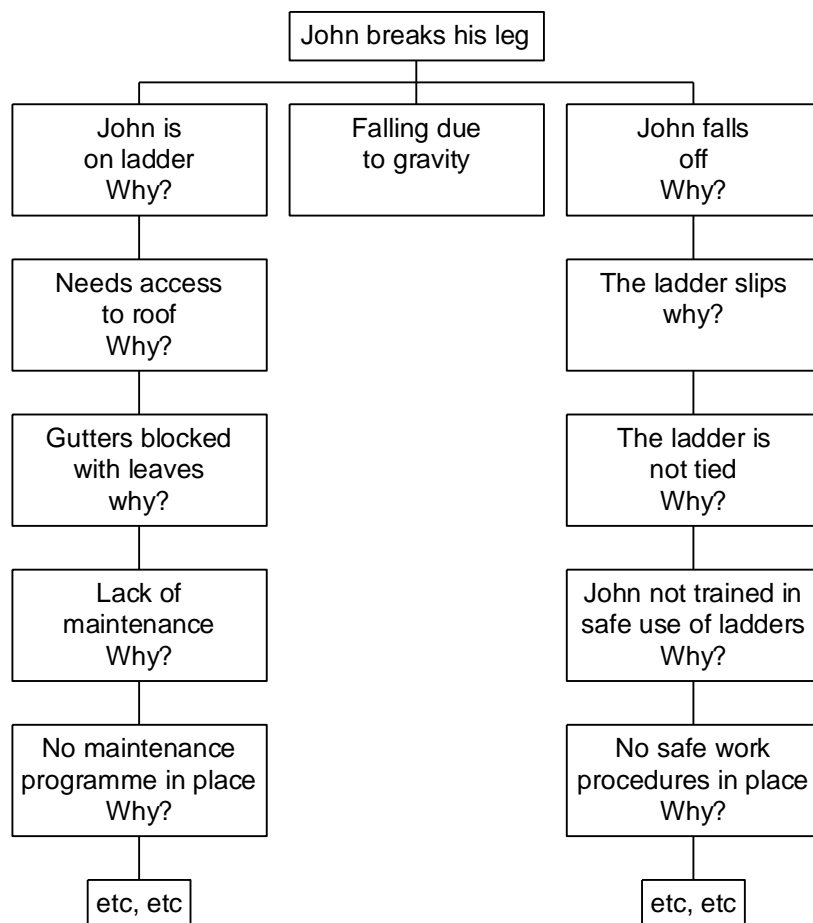 John breaks his leg
John is
on ladder
Why?
Falling due
to gravity
John falls
off
Why?
Needs access
to roof
Why?
The ladder slips
why?
Gutters blocked
with leaves
why?
The ladder is
not tied
Why?
Lack of
maintenance
Why?
John not trained in
safe use of ladders
Why?
No maintenance
programme in place
Why?
No safe work
procedures in place
Why?
etc, etc
etc, etc